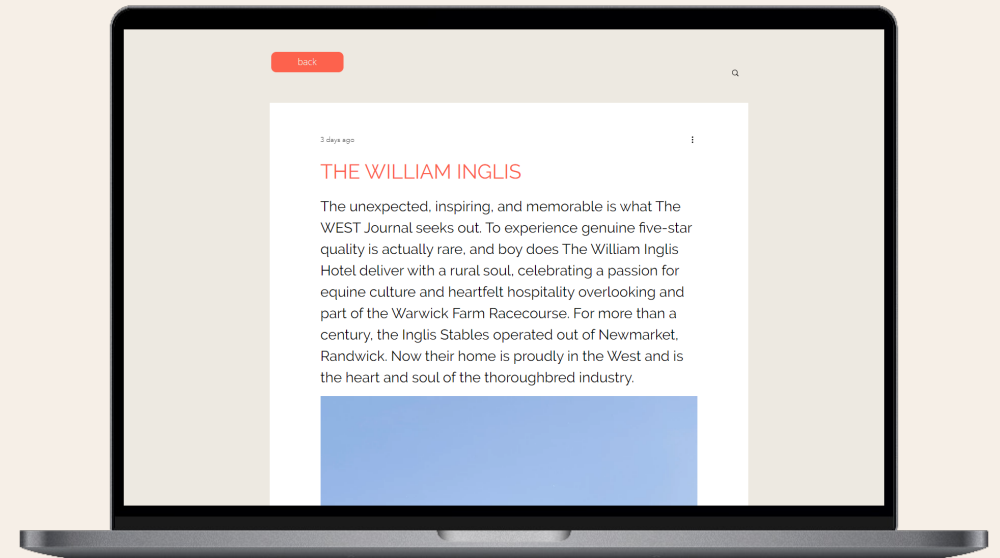 back
3 days ago
THE WILLIAM INGLIS
The unexpected, inspiring, and memorable is what The
WEST Journal seeks out. To experience genuine five-star
quality is actually rare, and boy does The William Inglis
Hotel deliver with a rural soul, celebrating a passion for
equine culture and heartfelt hospitality overlooking and
part of the Warwick Farm Racecourse. For more than a
century, the Inglis Stables operated out of Newmarket,
Randwick. Now their home is proudly in the West and is
the heart and soul of the thoroughbred industry.